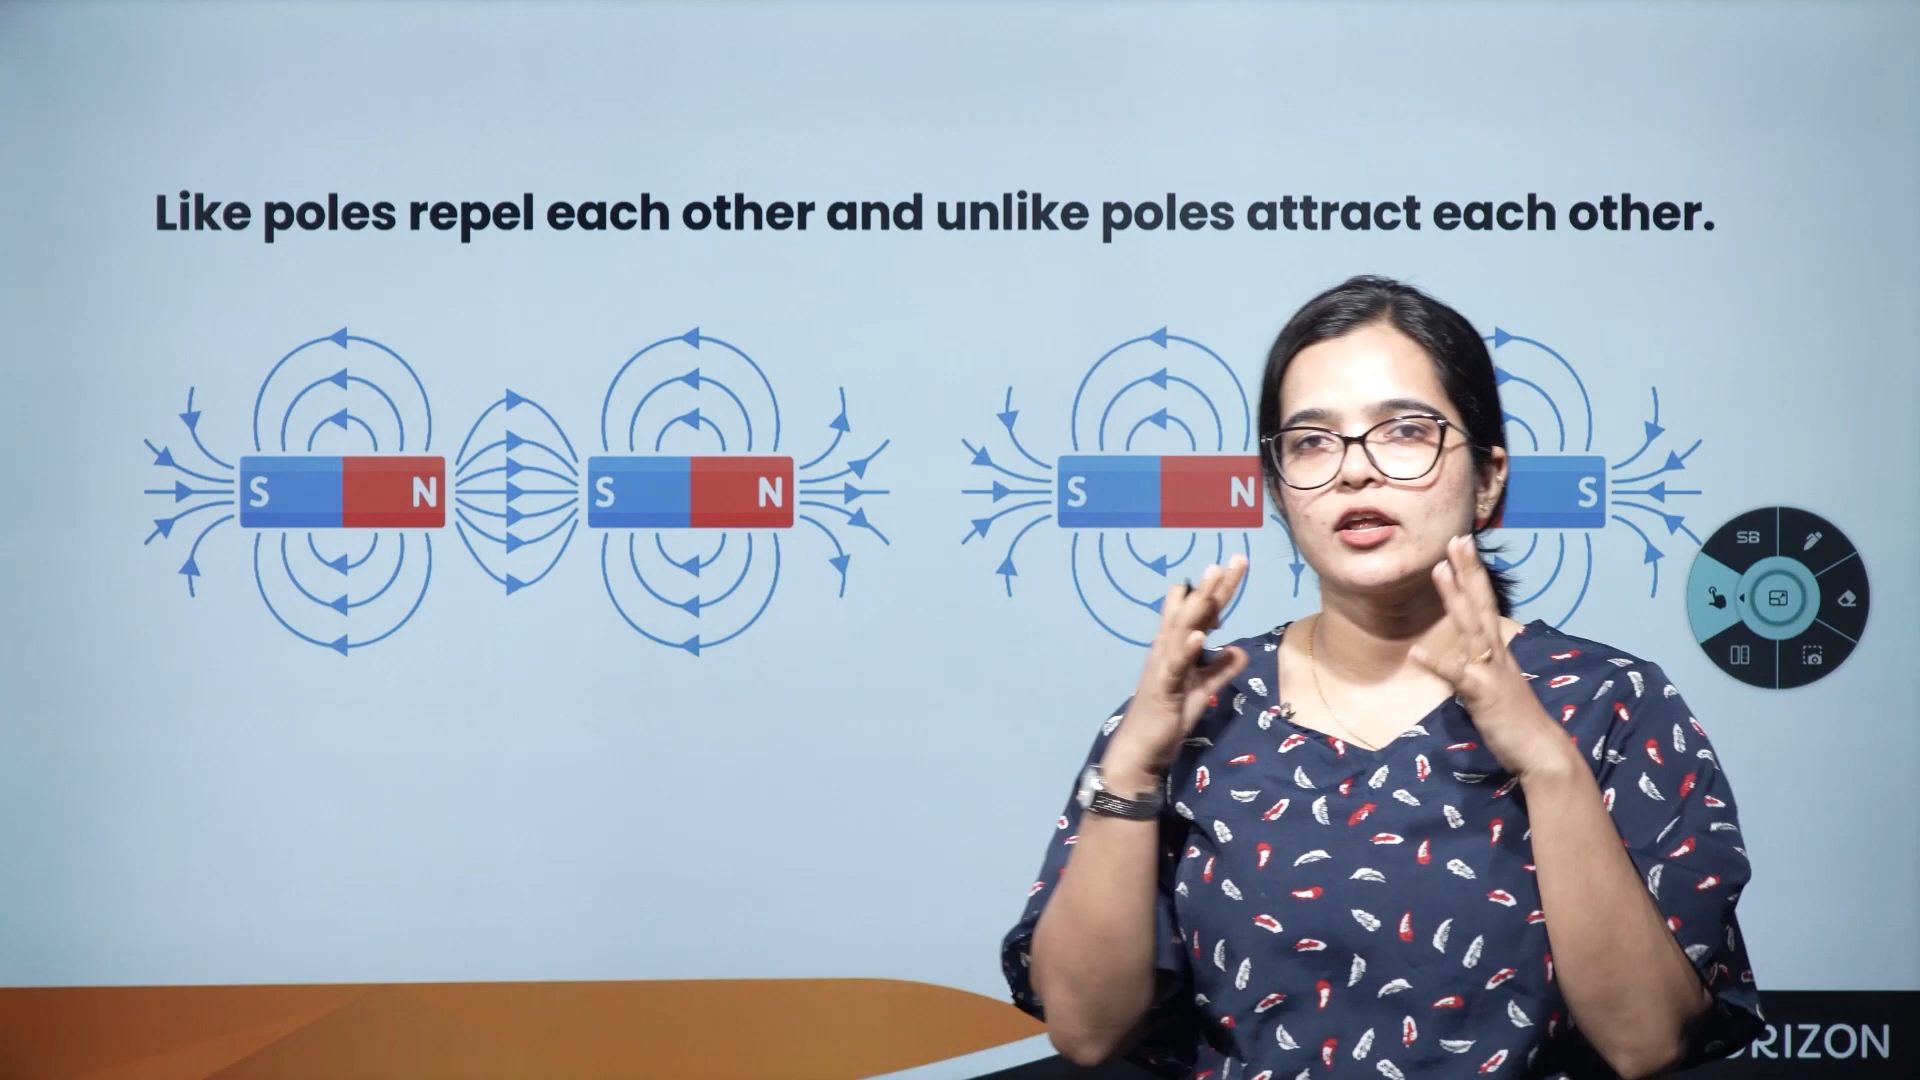 Like poles repel each other and unlike poles attract each other.
S N S N S N S
SB
RIZON